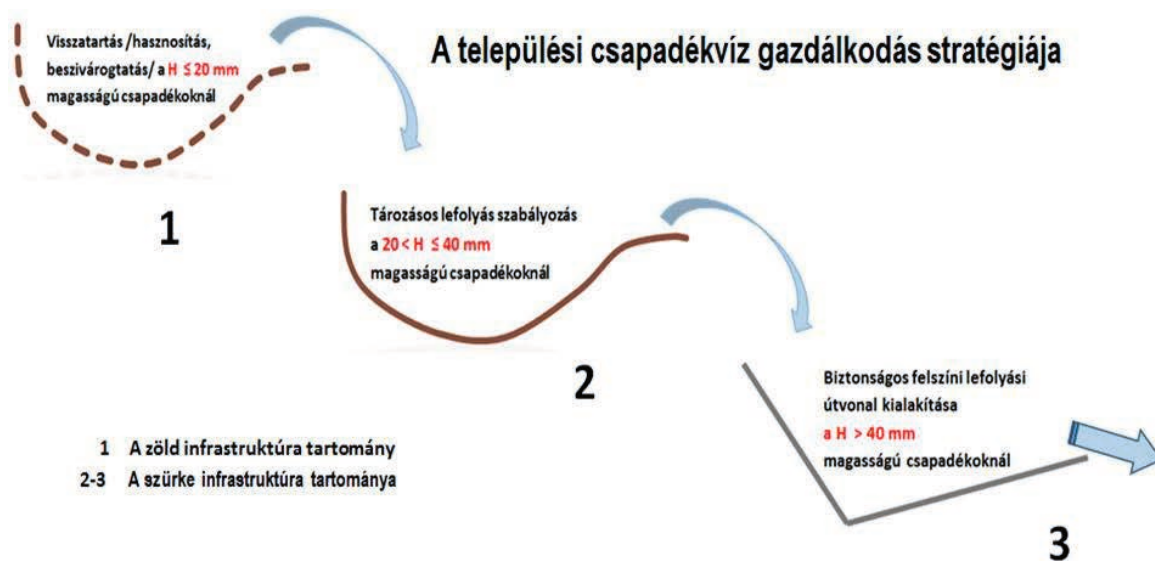 A települési csapadékvíz gazdálkodás stratégiája
Visszatartás /hasznosítás,
beszivárogtatás/ a H ≤ 20 mm
magasságú csapadékoknál
1
Tározásos lefolyás szabályozás
a 20 < H ≤ 40 mm
magasságú csapadékoknál
2
Biztonságos felszíni lefolyási
útvonal kialakítása
a H > 40 mm
magasságú csapadékoknál
3
1 A zöld infrastruktúra tartomány
2-3 A szürke infrastruktúra tartománya